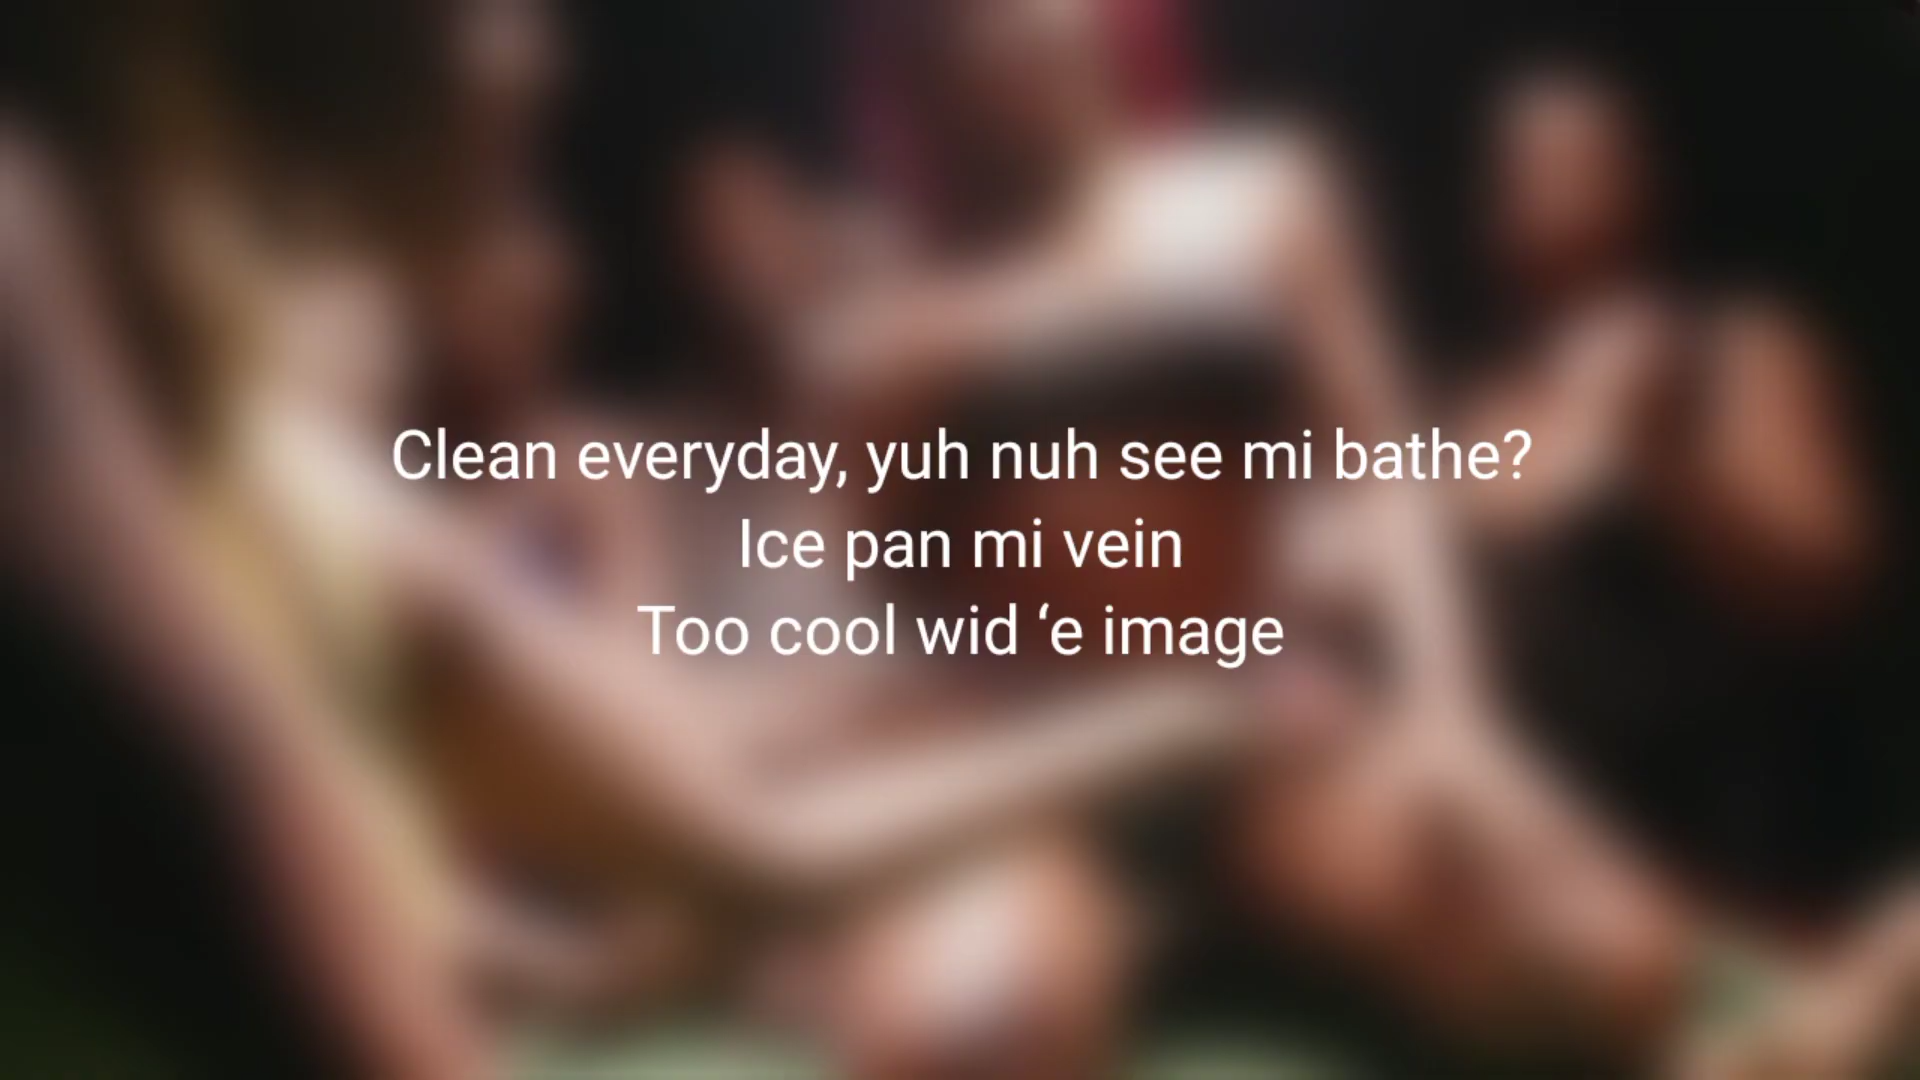 Clean everyday, yuh nuh see mi bathe?
Ice pan mi vein
Too cool wid ‘e image